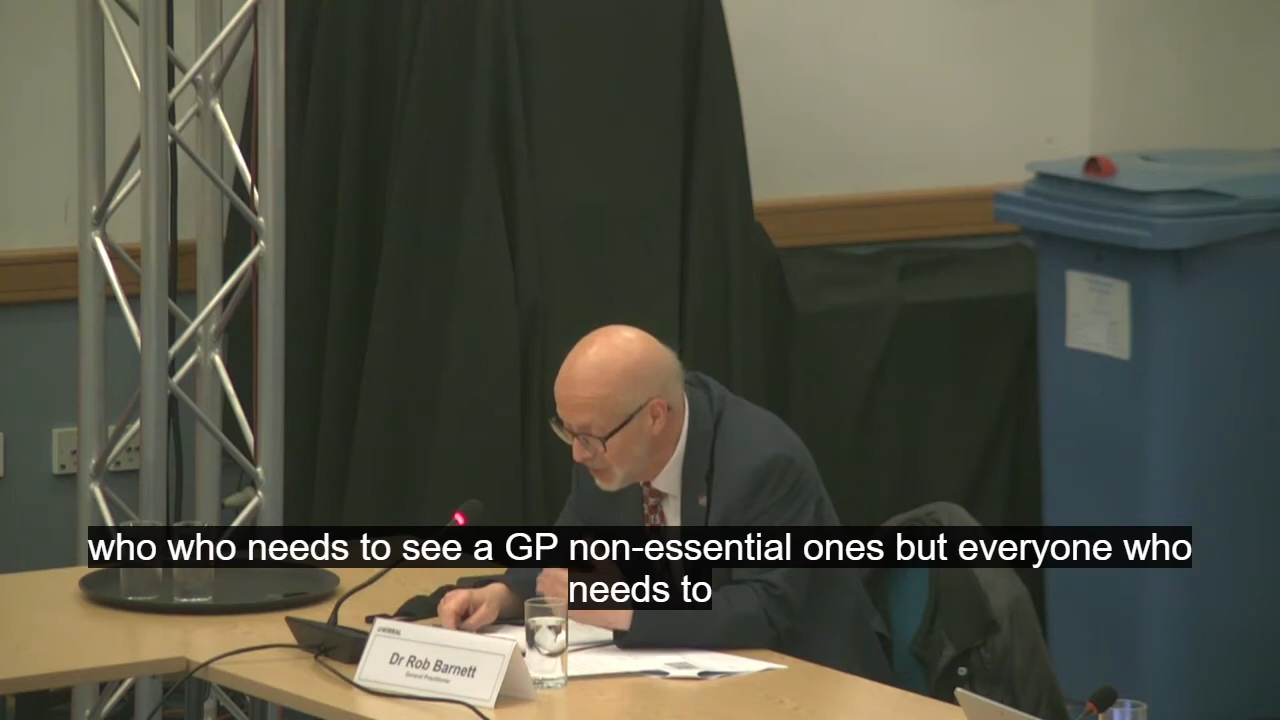 who who needs to see a GP non-essential ones but everyone who
needs to
Dr Rob Barnett
General Practitioner